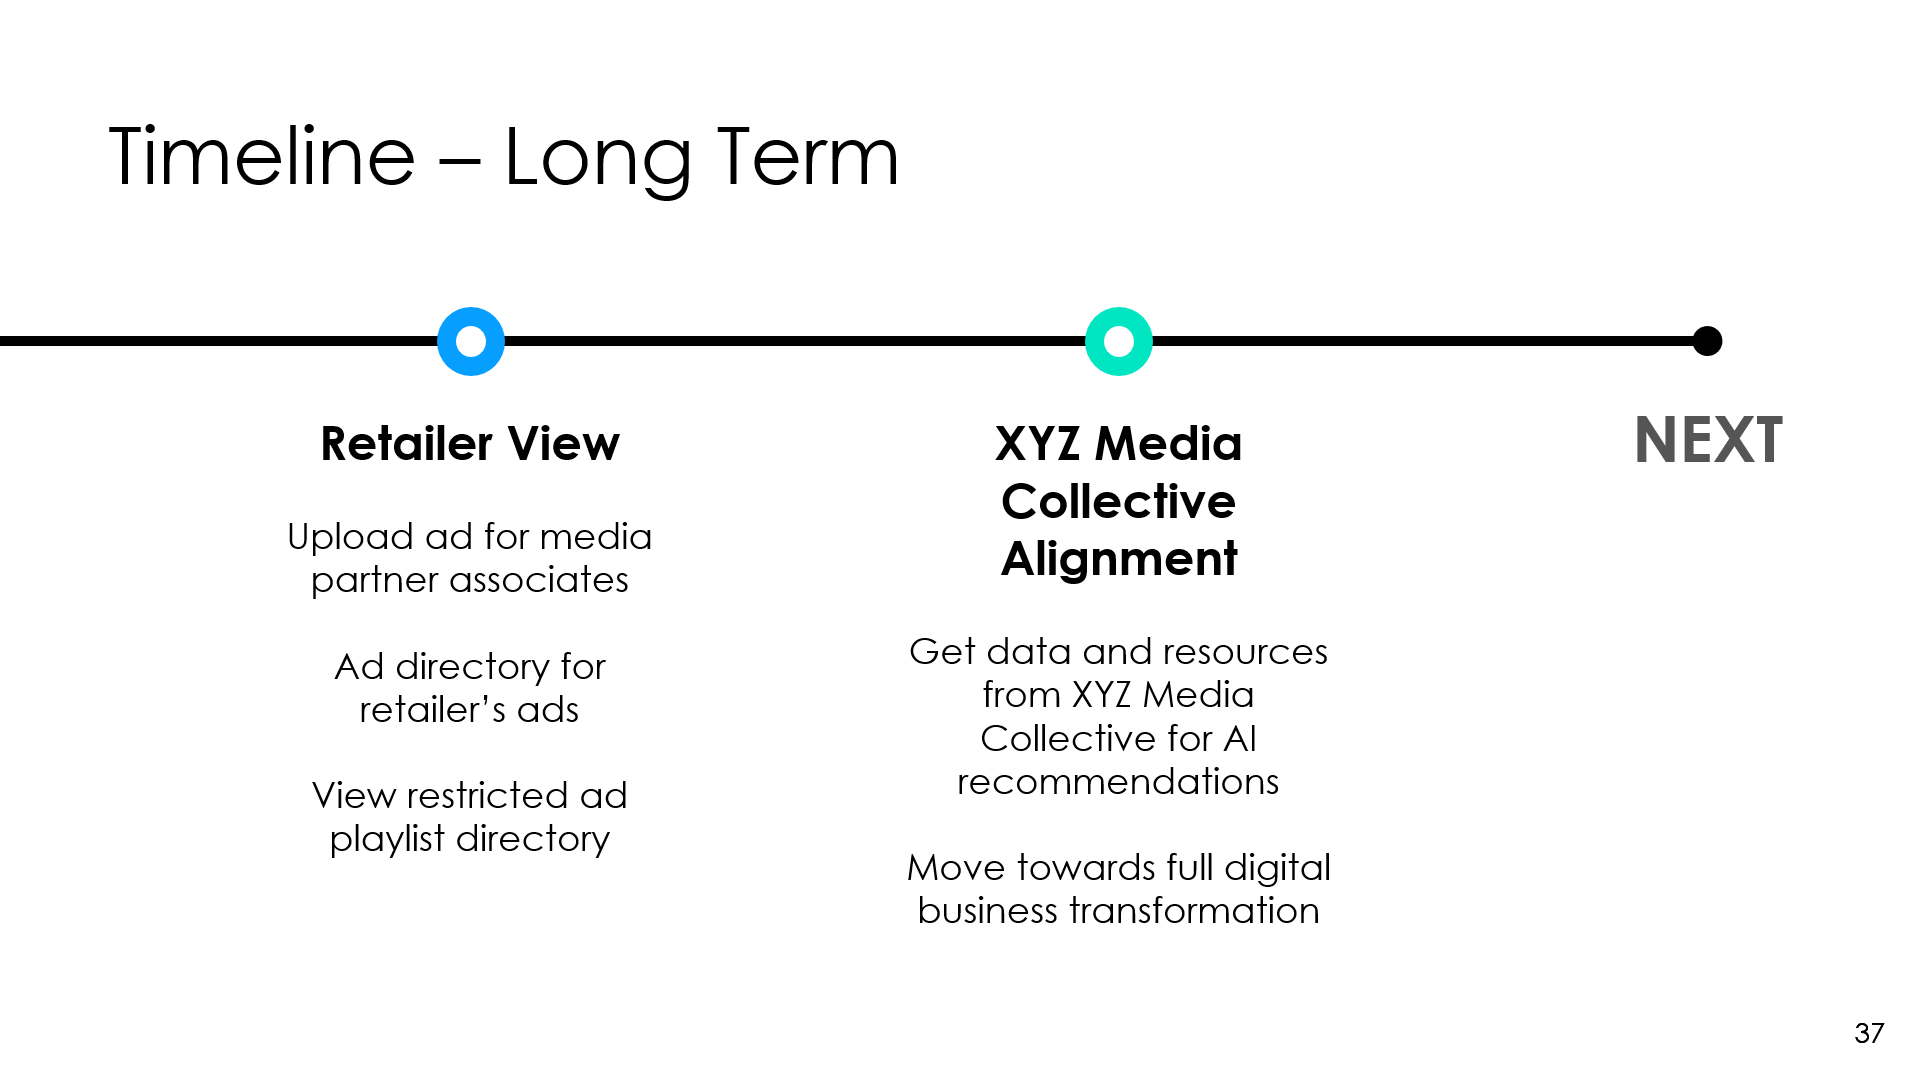 Timeline – Long Term
Retailer View
Upload ad for media
partner associates
Ad directory for
retailer’s ads
View restricted ad
playlist directory
XYZ Media
Collective
Alignment
Get data and resources
from XYZ Media
Collective for AI
recommendations
Move towards full digital
business transformation
NEXT
37